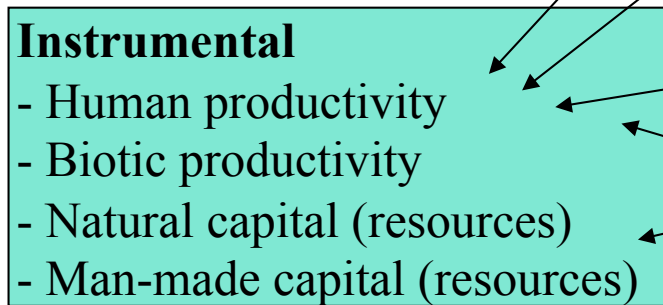 Instrumental
- Human productivity
- Biotic productivity
- Natural capital (resources)
- Man-made capital (resources)